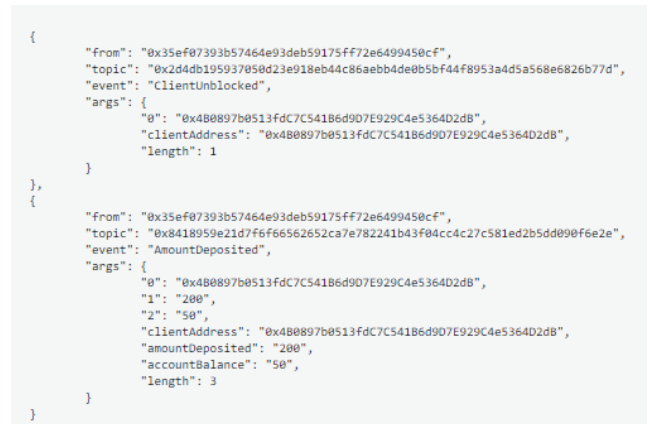 {
"from": "0x35ef07393b57464e93deb59175ff72e6499450cf",
"topic": "0x2d4db195937050d23e918eb44c86aebb4de0b5bf44f8953a4d5a568e6826b77d",
"event": "ClientUnblocked",
"args": {
"0": "0x4B0897b0513fdC7C541B6d9D7E929C4e5364D2dB",
"clientAddress": "0x4B0897b0513fdC7C541B6d9D7E929C4e5364D2dB",
"length": 1
}
},
{
"from": "0x35ef07393b57464e93deb59175ff72e6499450cf",
"topic": "0x8418959e21d7f6f66562652ca7e782241b43f04cc4c27c581ed2b5dd090f6e2e",
"event": "AmountDeposited",
"args": {
"0": "0x4B0897b0513fdC7C541B6d9D7E929C4e5364D2dB",
"1": "200",
"2": "50",
"clientAddress": "0x4B0897b0513fdC7C541B6d9D7E929C4e5364D2dB",
"amountDeposited": "200",
"accountBalance": "50",
"length": 3
}
}